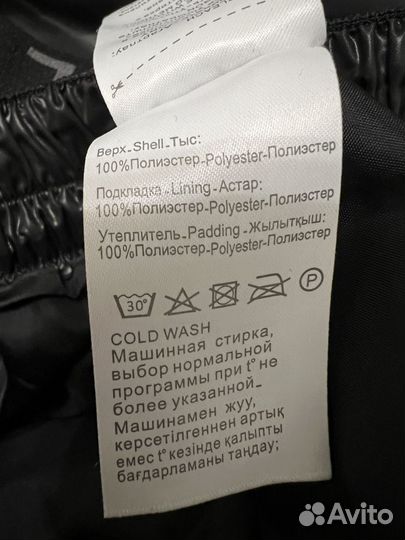 Верх-Shell-Тыс:
100%Полиэстер-Polyester-Полиэстер
Подкладка-Lining-Астар:
100%Полиэстер-Polyester-Полиэстер
Утеплитель-Padding-Жылытқыш:
100%Полиэстер-Polyester-Полиэстер
30° P
COLD WASH
Машинная стирка,
выбор нормальной
программы при t° не
более указанной-
Машинамен жуу,
керсетілгеннен артық
емес t° кезінде қалыпты
бағдарламаны таңдау;
Avito